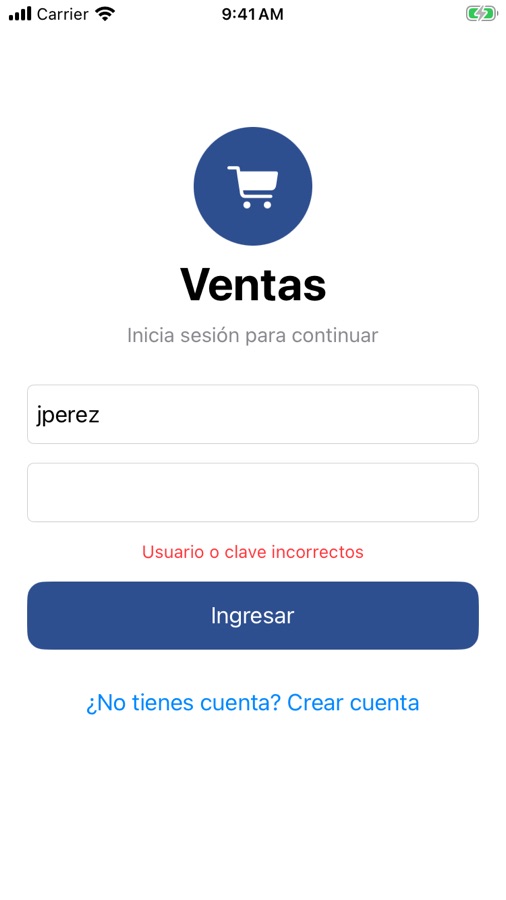 Carrier 9:41 AM
Ventas
Inicia sesión para continuar
jperez
Usuario o clave incorrectos
Ingresar
¿No tienes cuenta? Crear cuenta